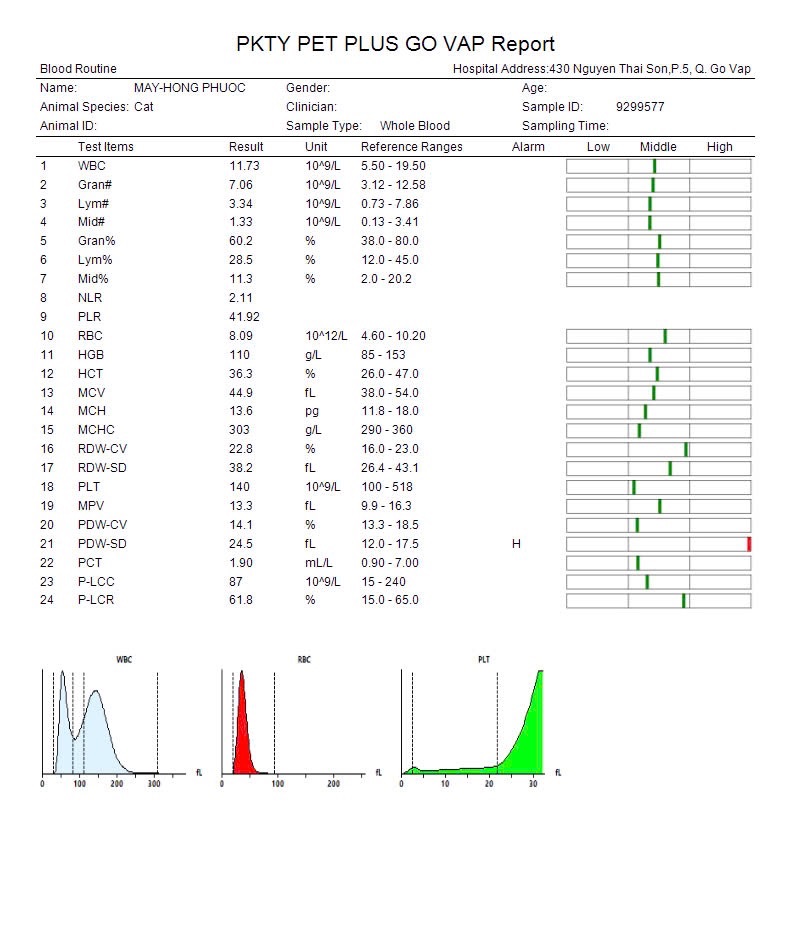 PKTY PET PLUS GO VAP Report
Blood Routine Hospital Address:430 Nguyen Thai Son,P.5, Q. Go Vap
Name: MAY-HONG PHUOC Gender: Age:
Animal Species: Cat Clinician: Sample ID: 9299577
Animal ID: Sample Type: Whole Blood Sampling Time:
Test Items Result Unit Reference Ranges Alarm Low Middle High
1 WBC 11.73 10^9/L 5.50 - 19.50
2 Gran# 7.06 10^9/L 3.12 - 12.58
3 Lym# 3.34 10^9/L 0.73 - 7.86
4 Mid# 1.33 10^9/L 0.13 - 3.41
5 Gran% 60.2 % 38.0 - 80.0
6 Lym% 28.5 % 12.0 - 45.0
7 Mid% 11.3 % 2.0 - 20.2
8 NLR 2.11
9 PLR 41.92
10 RBC 8.09 10^12/L 4.60 - 10.20
11 HGB 110 g/L 85 - 153
12 HCT 36.3 % 26.0 - 47.0
13 MCV 44.9 fL 38.0 - 54.0
14 MCH 13.6 pg 11.8 - 18.0
15 MCHC 303 g/L 290 - 360
16 RDW-CV 22.8 % 16.0 - 23.0
17 RDW-SD 38.2 fL 26.4 - 43.1
18 PLT 140 10^9/L 100 - 518
19 MPV 13.3 fL 9.9 - 16.3
20 PDW-CV 14.1 % 13.3 - 18.5
21 PDW-SD 24.5 fL 12.0 - 17.5 H
22 PCT 1.90 mL/L 0.90 - 7.00
23 P-LCC 87 10^9/L 15 - 240
24 P-LCR 61.8 % 15.0 - 65.0
WBC RBC PLT
0 100 200 300 fL 0 100 200 fL 0 10 20 30 fL